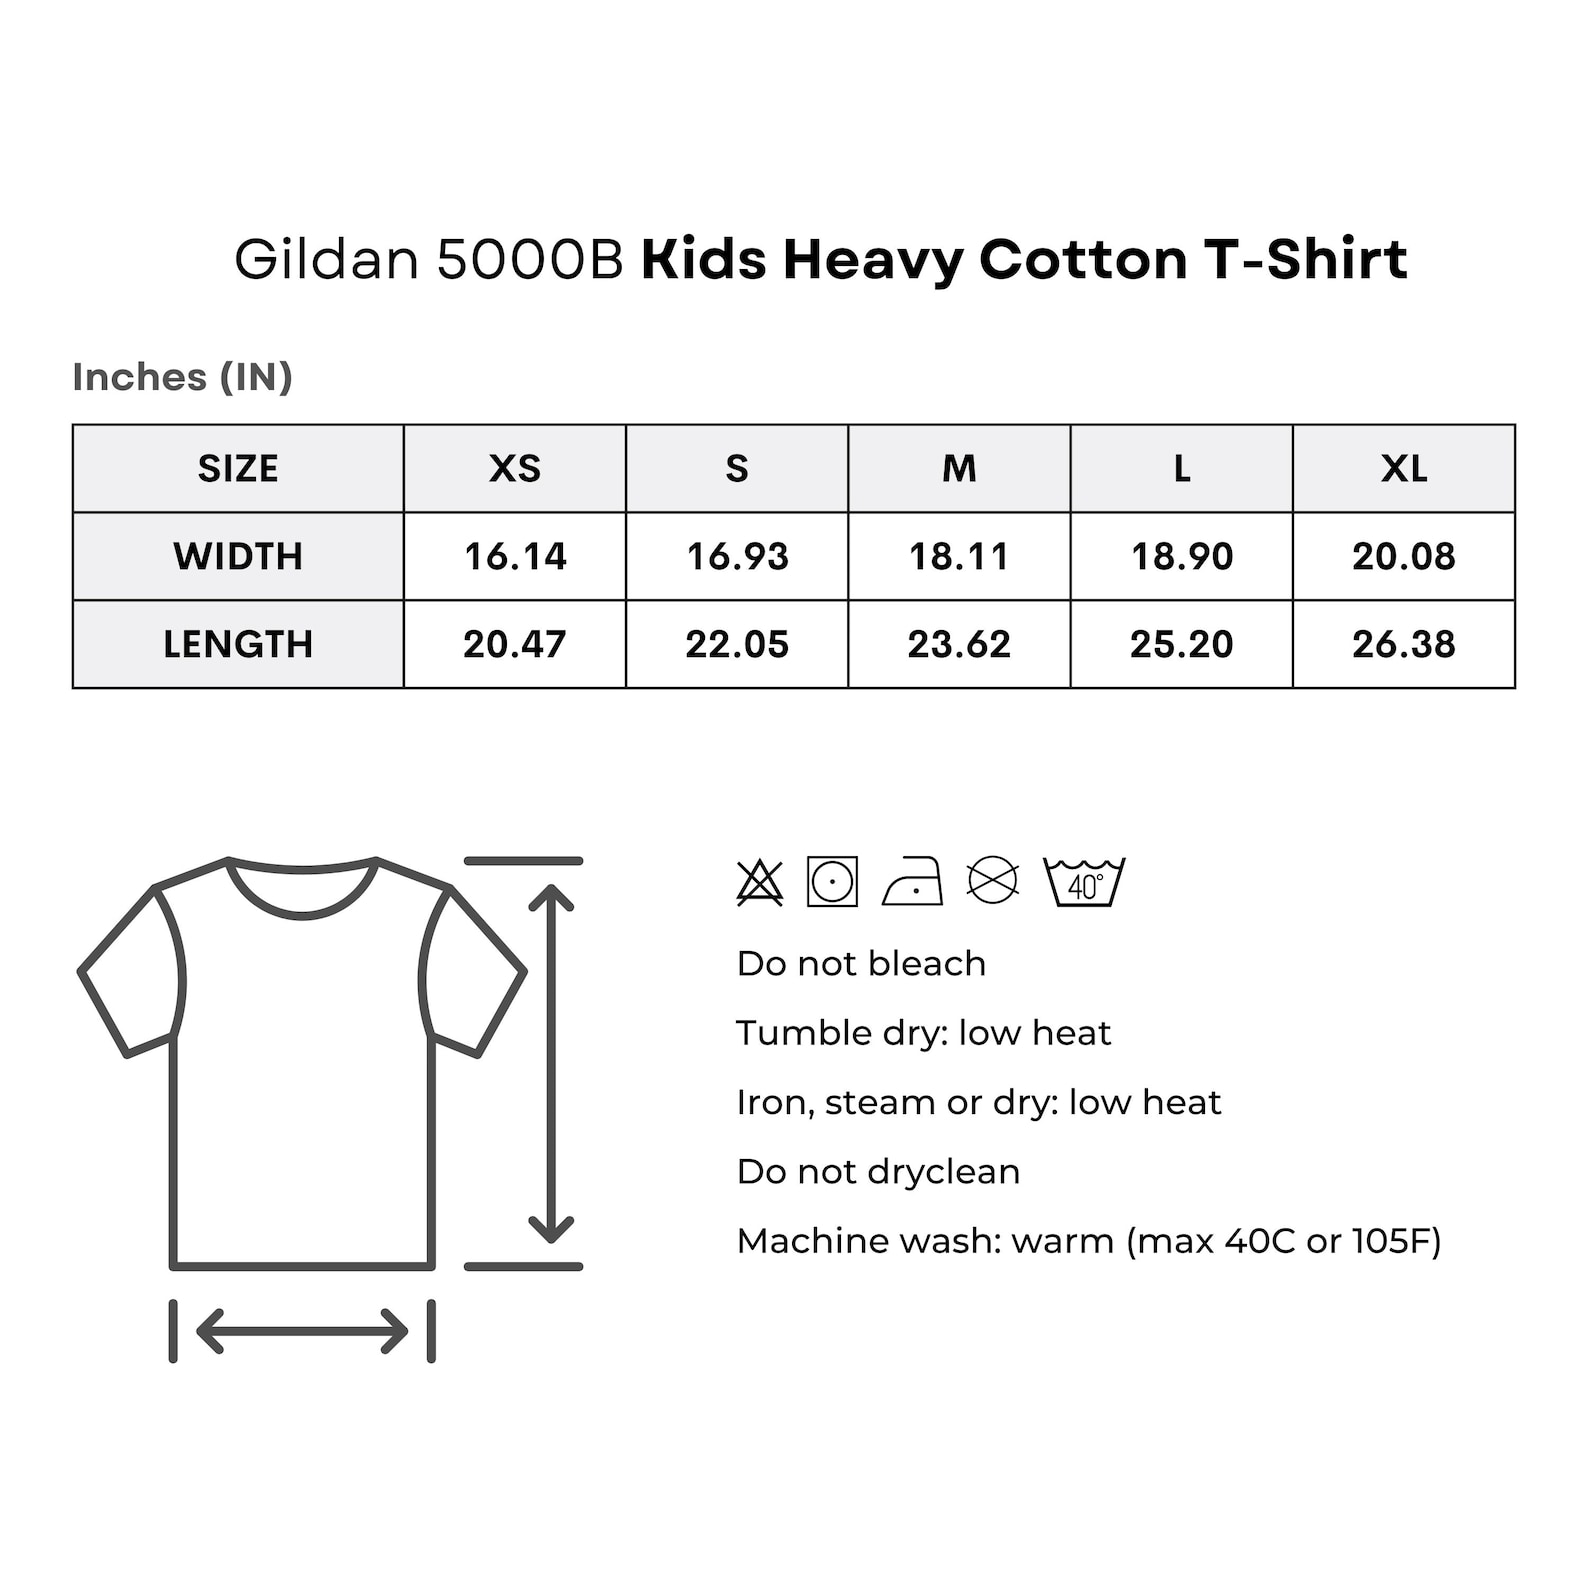 Gildan 5000B Kids Heavy Cotton T-Shirt
Inches (IN)
SIZE XS S M L XL
WIDTH 16.14 16.93 18.11 18.90 20.08
LENGTH 20.47 22.05 23.62 25.20 26.38
40°
Do not bleach
Tumble dry: low heat
Iron, steam or dry: low heat
Do not dryclean
Machine wash: warm (max 40C or 105F)